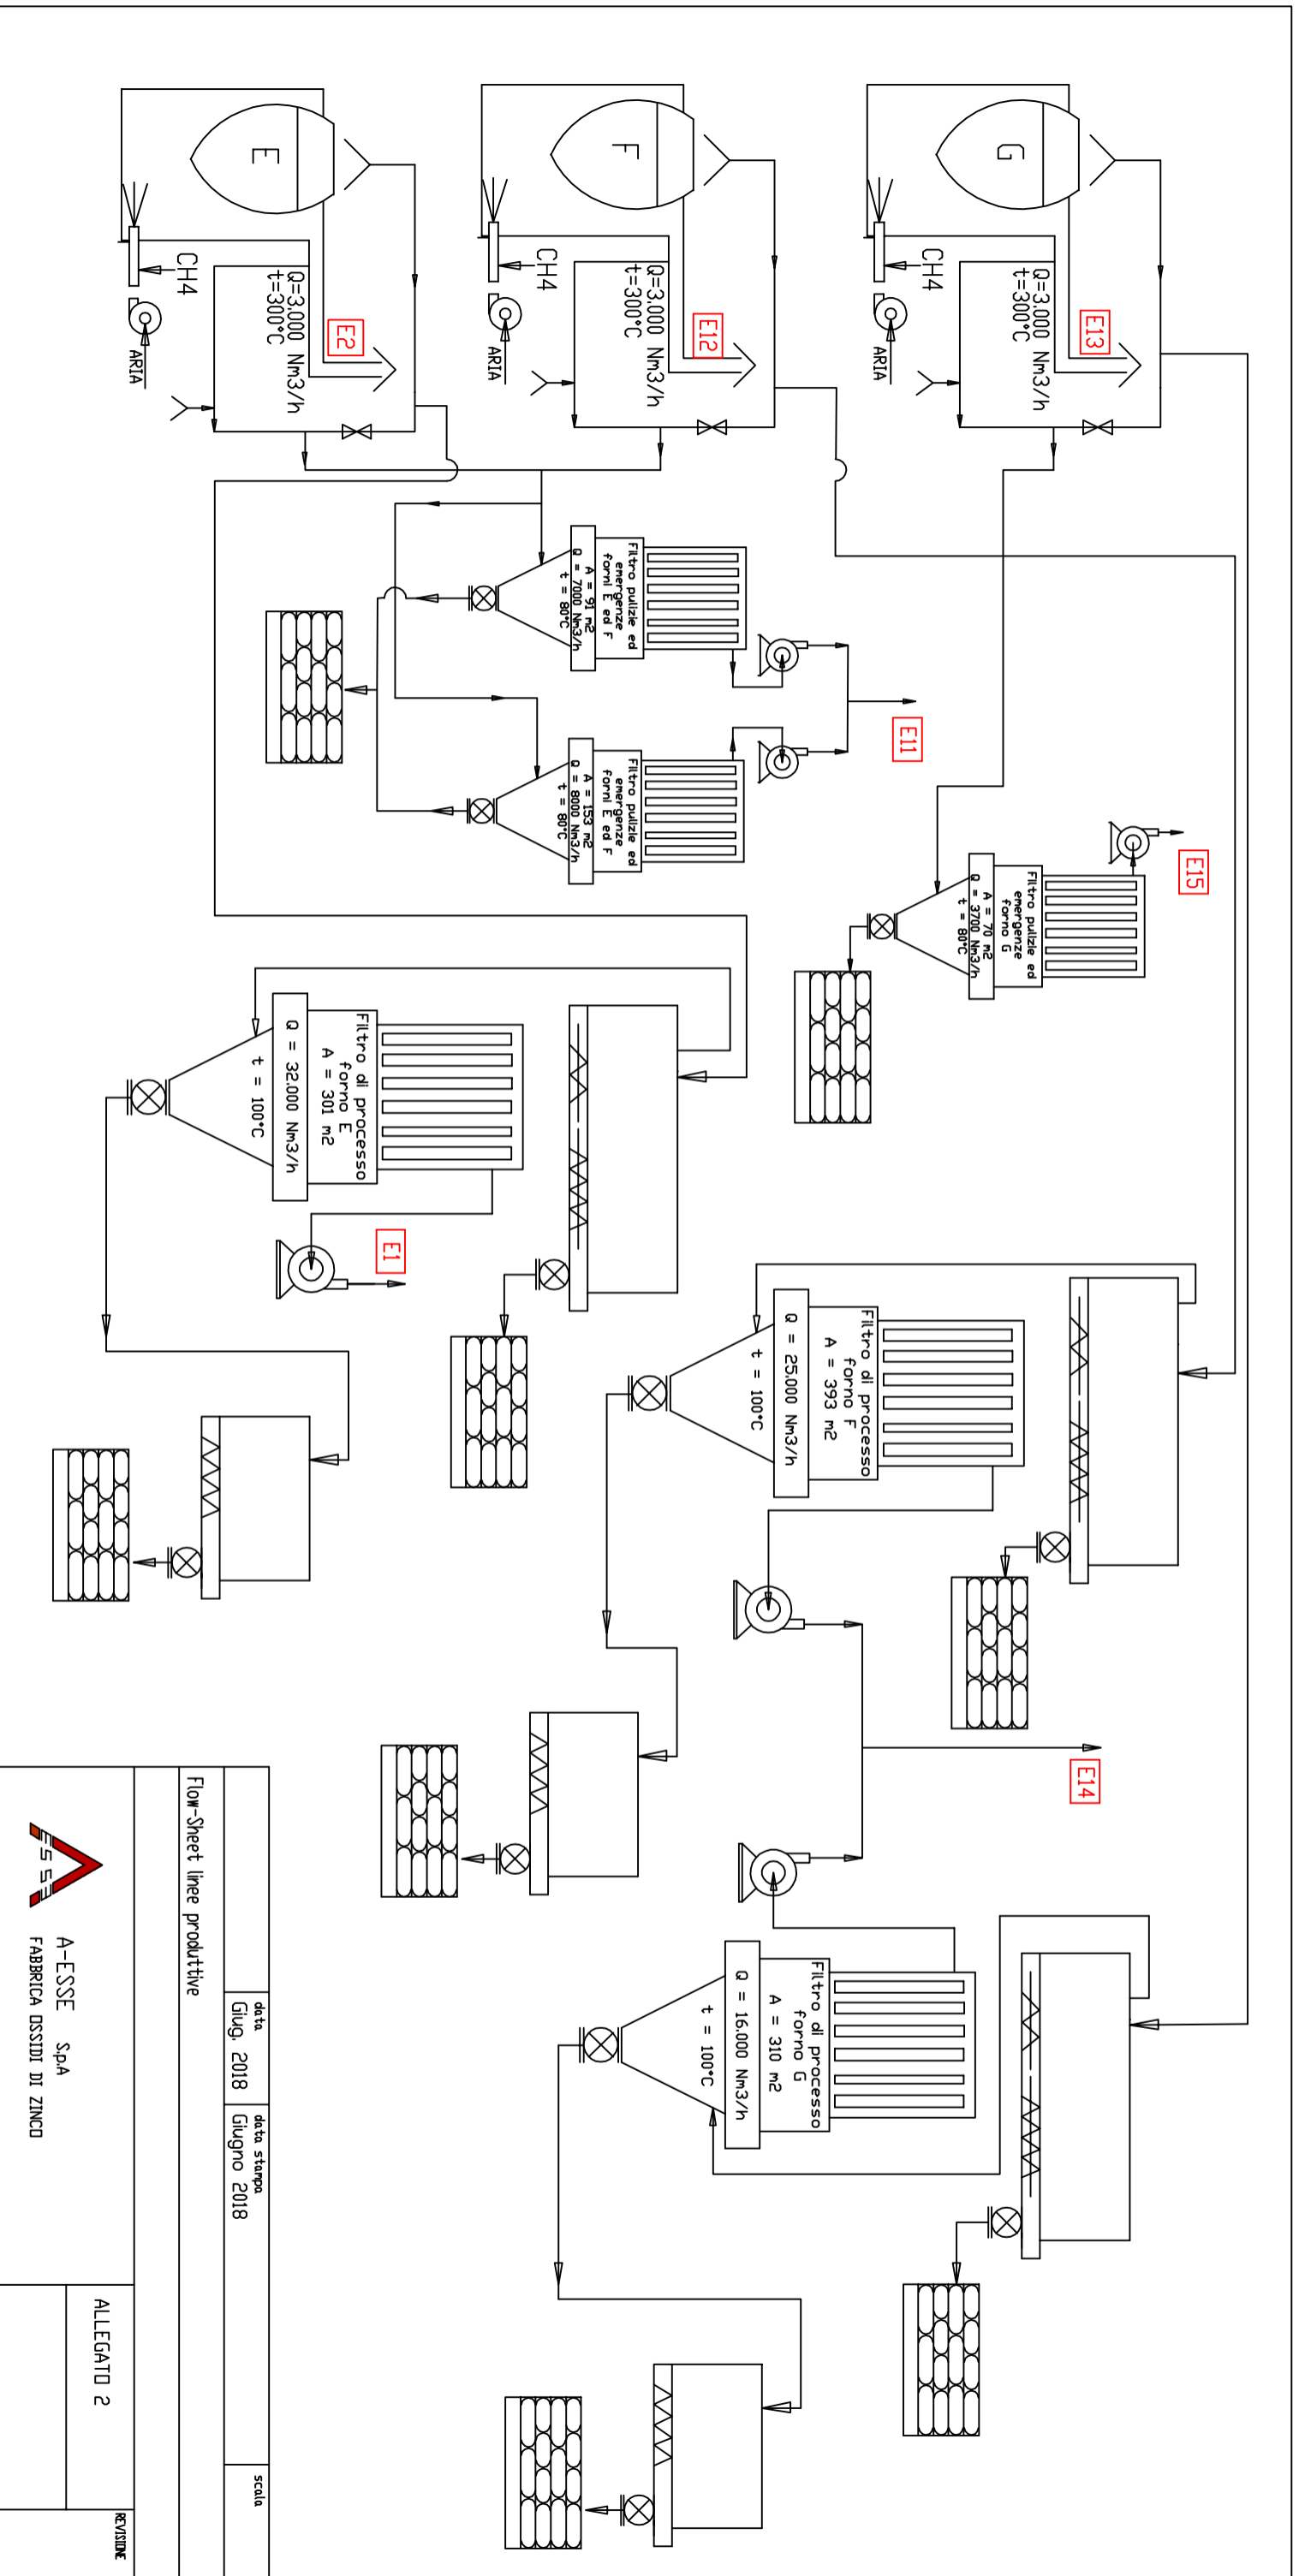 G
CH4
ARIA
Q=3.000 Nm3/h
t=300°C
E13
F
CH4
ARIA
Q=3.000 Nm3/h
t=300°C
E12
E
CH4
ARIA
Q=3.000 Nm3/h
t=300°C
E2
Filtro pulizie ed
emergenze
forni E ed F
A = 91 m2
Q = 7000 Nm3/h
t = 80°C
Filtro pulizie ed
emergenze
forni E ed F
A = 153 m2
Q = 8000 Nm3/h
t = 80°C
E11
Filtro pulizie ed
emergenze
forno G
A = 70 m2
Q = 3700 Nm3/h
t = 80°C
E15
Filtro di processo
forno E
A = 301 m2
Q = 32.000 Nm3/h
t = 100°C
E1
Filtro di processo
forno F
A = 393 m2
Q = 25.000 Nm3/h
t = 100°C
E14
Filtro di processo
forno G
A = 310 m2
Q = 16.000 Nm3/h
t = 100°C
data
Giug. 2018
data stampa
Giugno 2018
scala
Flow-Sheet linee produttive
A-ESSE S.p.A
FABBRICA OSSIDI DI ZINCO
ALLEGATO 2
REVISIONE